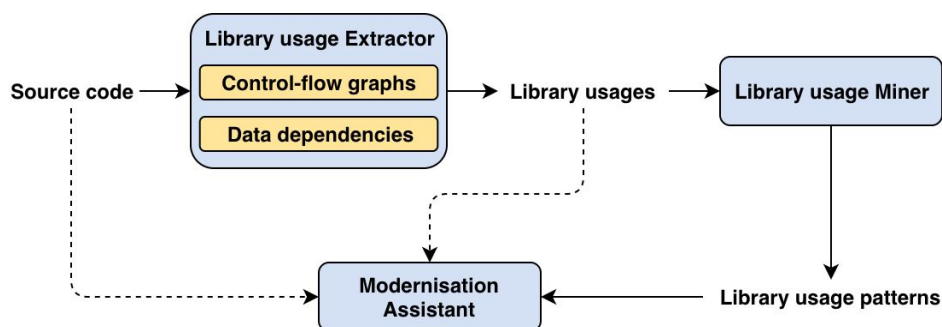 Library usage Extractor
Control-flow graphs
Source code
Library usages
Library usage Miner
Data dependencies
Modernisation
Assistant
Library usage patterns